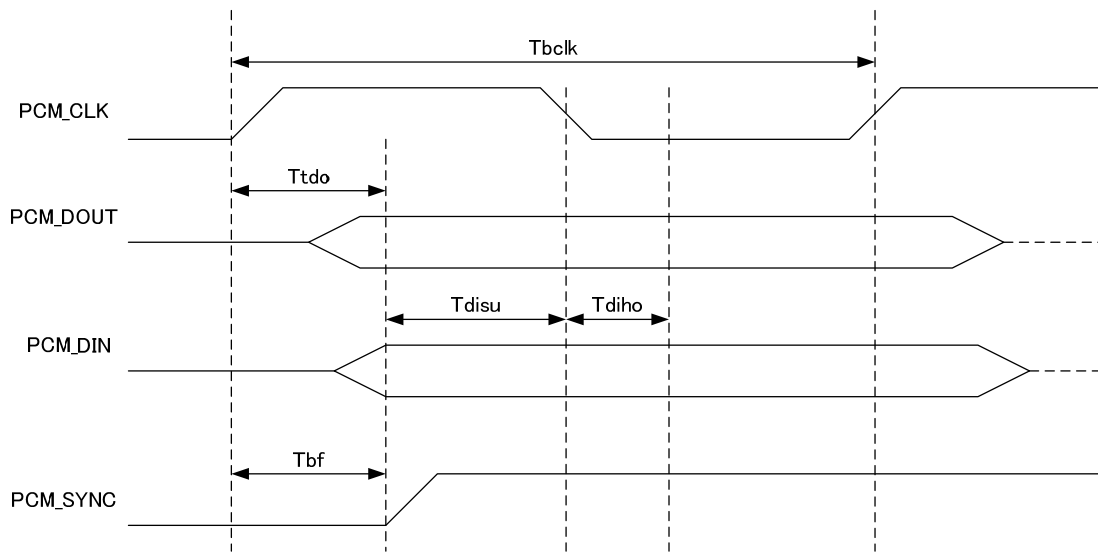 Tbclk
PCM_CLK
Ttdo
PCM_DOUT
Tdisu
Tdiho
PCM_DIN
Tbf
PCM_SYNC